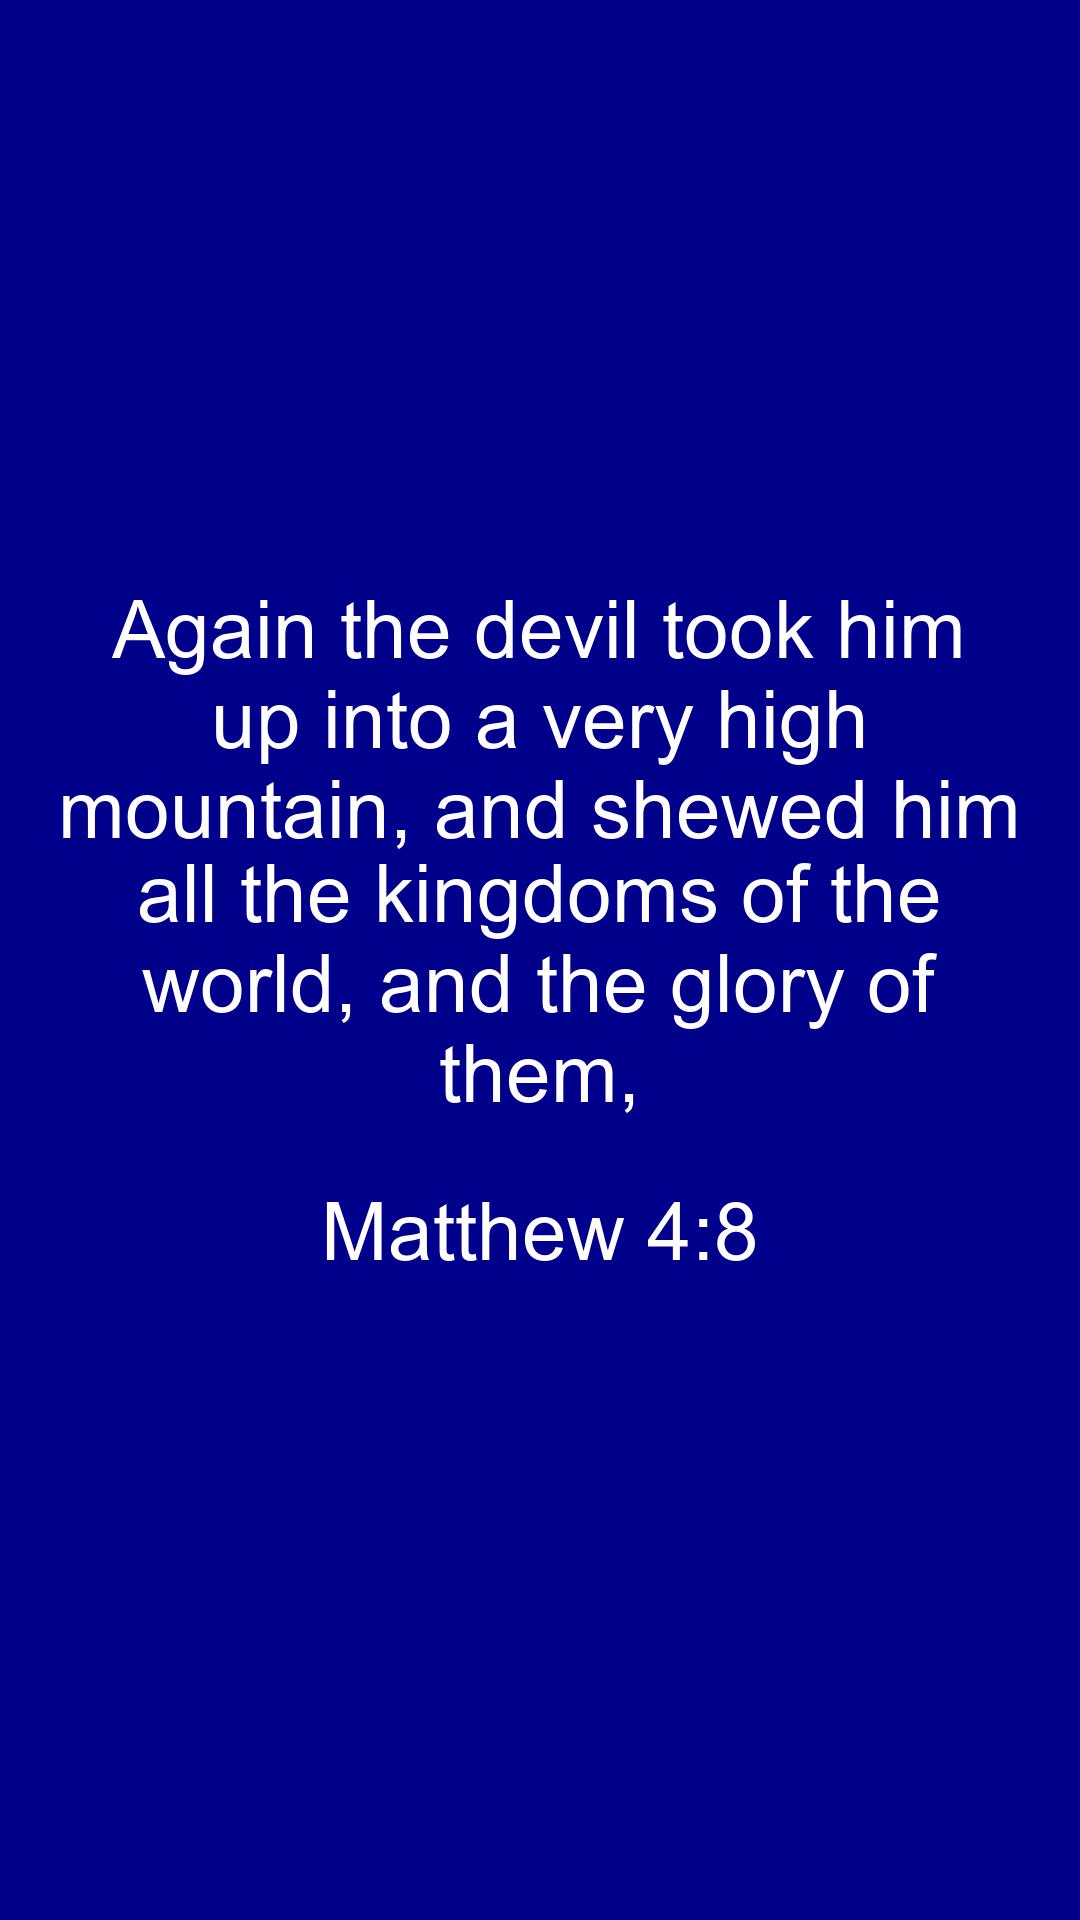 Again the devil took him
up into a very high
mountain, and shewed him
all the kingdoms of the
world, and the glory of
them,
Matthew 4:8